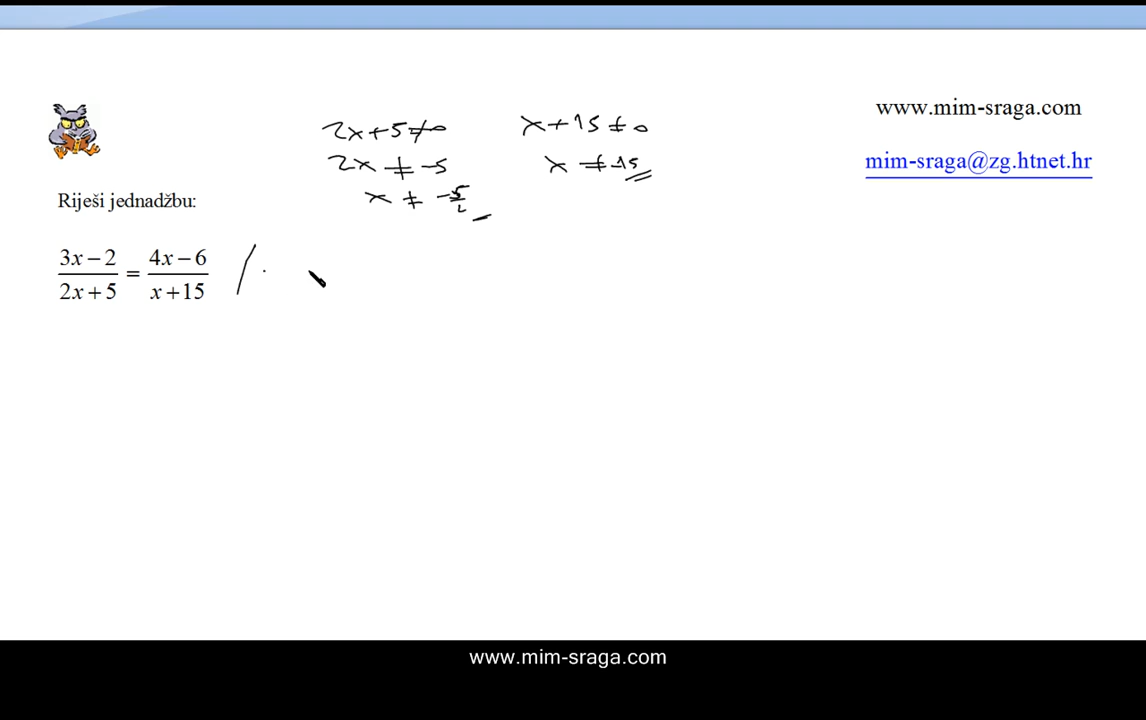 www.mim-sraga.com
mim-sraga@zg.htnet.hr
2x+5≠0
2x ≠ -5
x ≠ -5/2
x+15≠0
x ≠ -15
Riješi jednadžbu:
(3x−2)/(2x+5) = (4x−6)/(x+15) / ·
www.mim-sraga.com